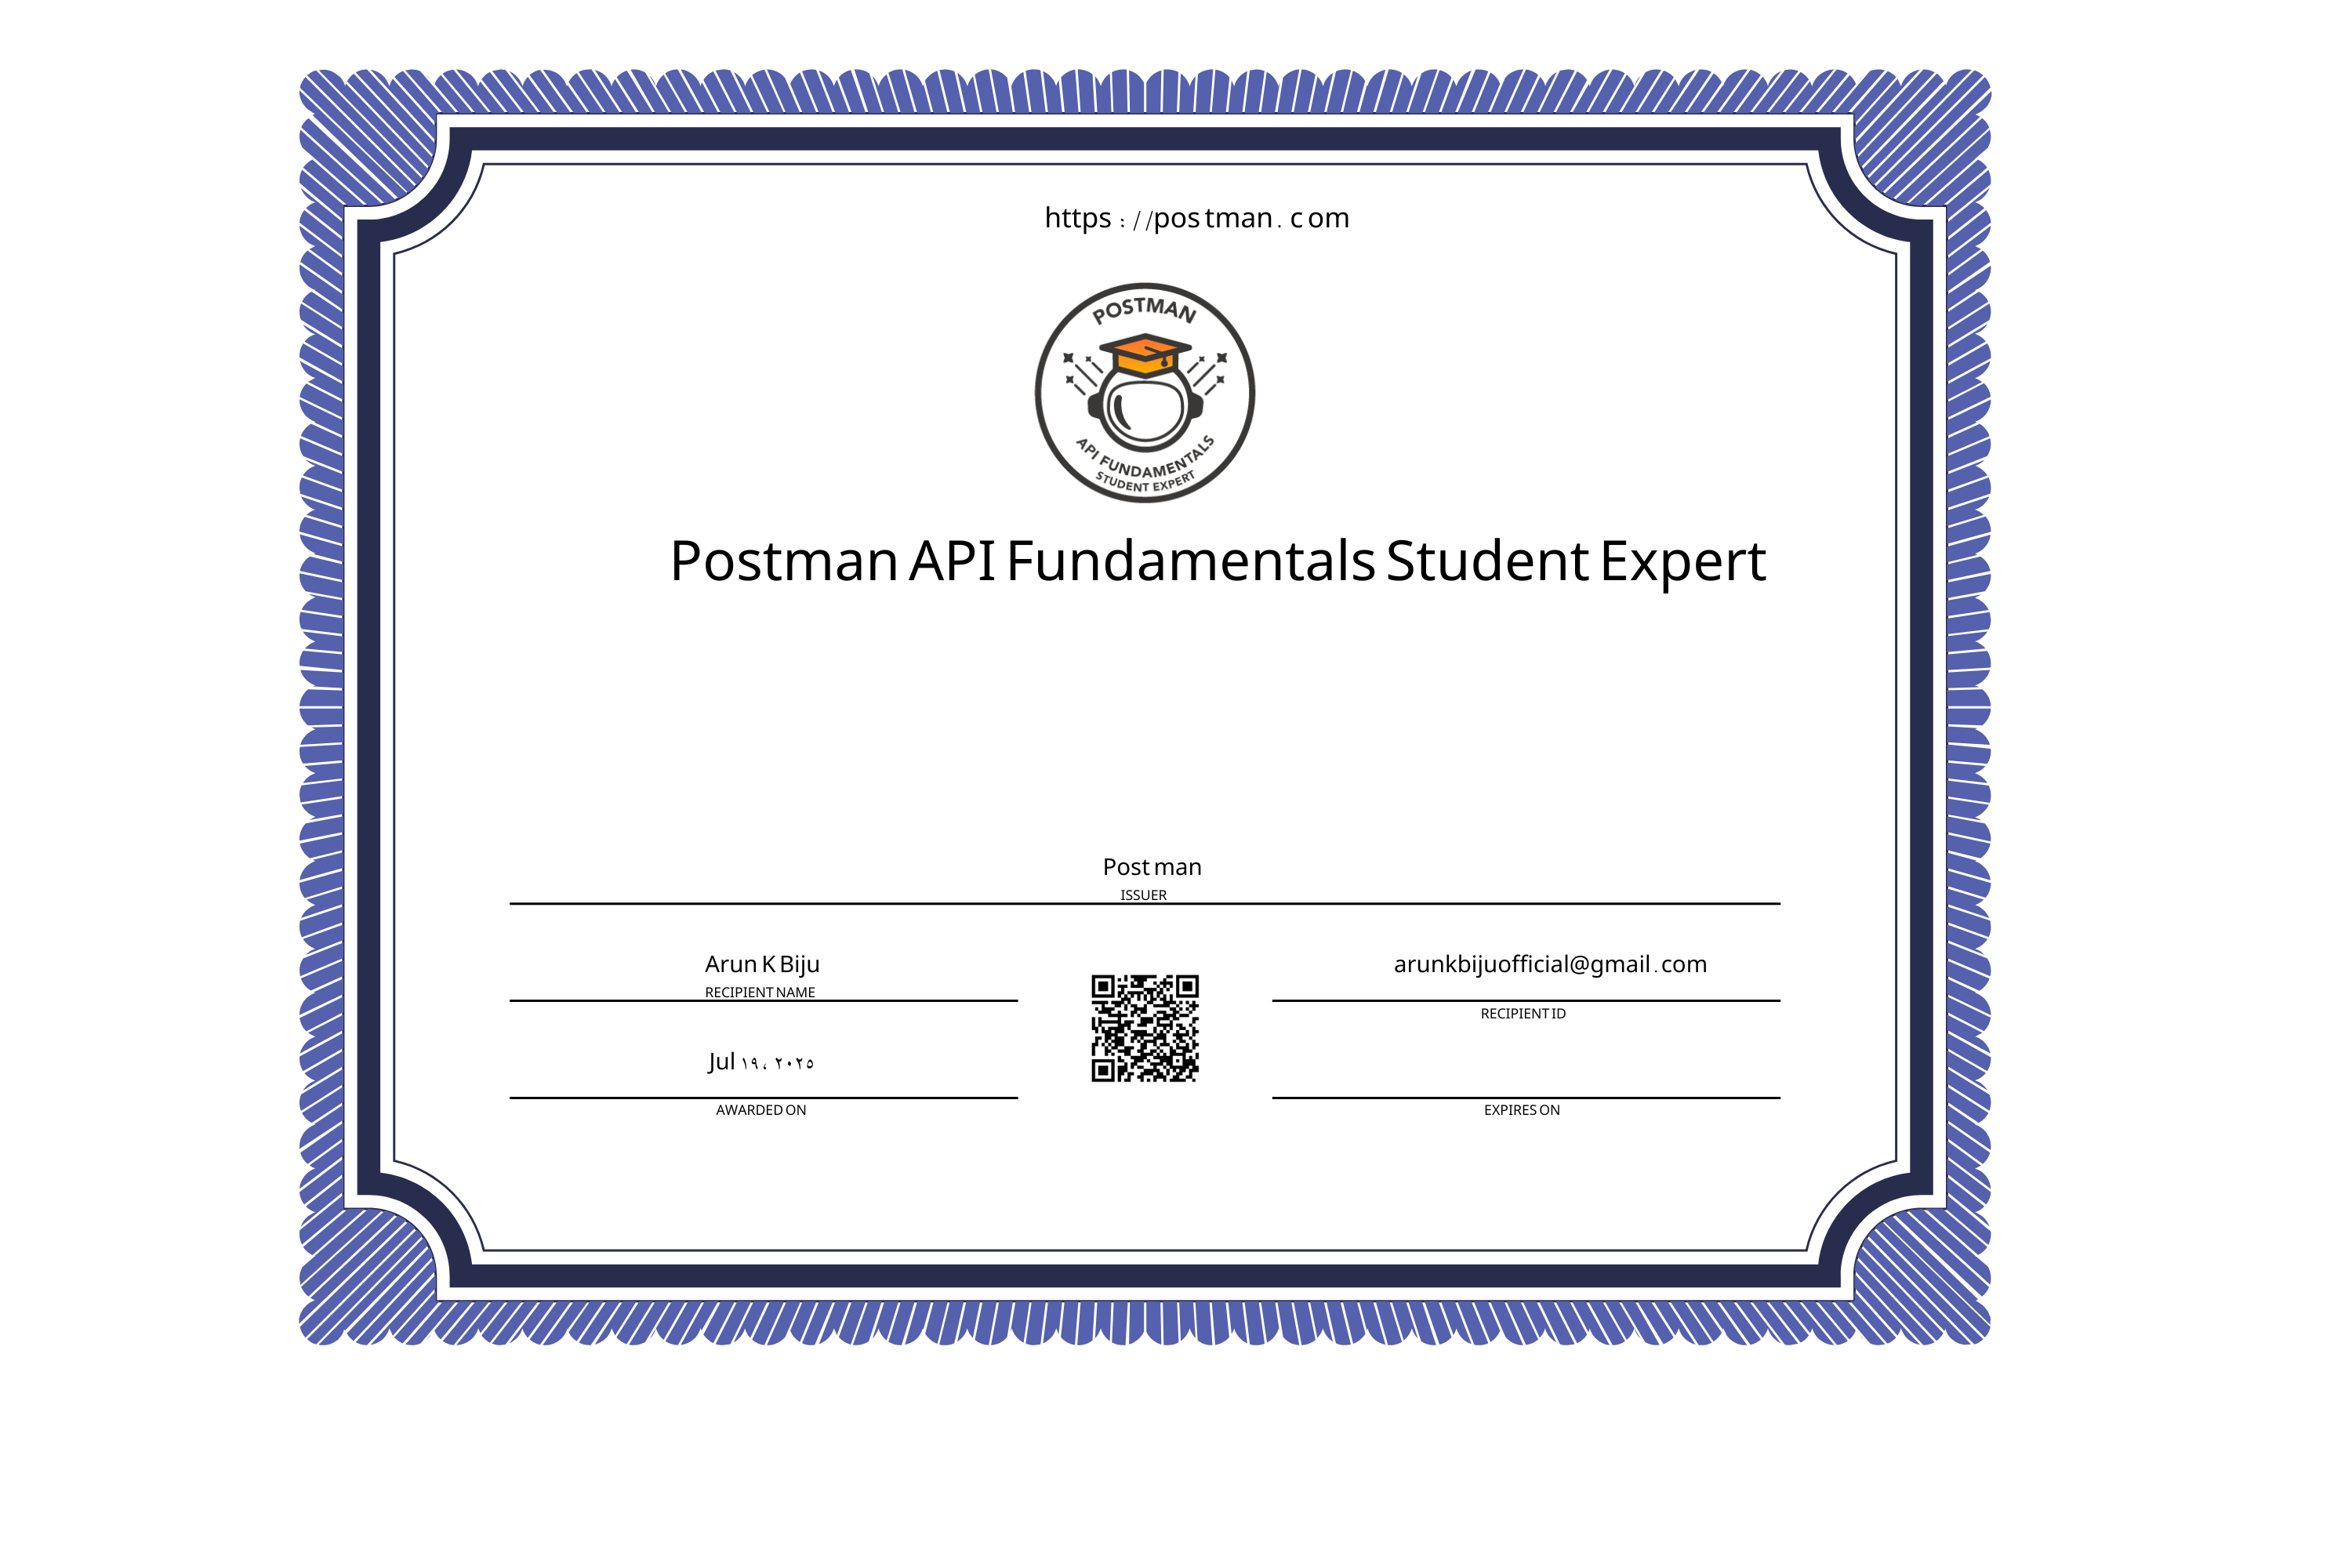 https://postman.com
POSTMAN
API FUNDAMENTALS
STUDENT EXPERT
Postman API Fundamentals Student Expert
Postman
ISSUER
Arun K Biju
RECIPIENT NAME
arunkbijuofficial@gmail.com
RECIPIENT ID
Jul ١٩، ٢٠٢٥
AWARDED ON
EXPIRES ON